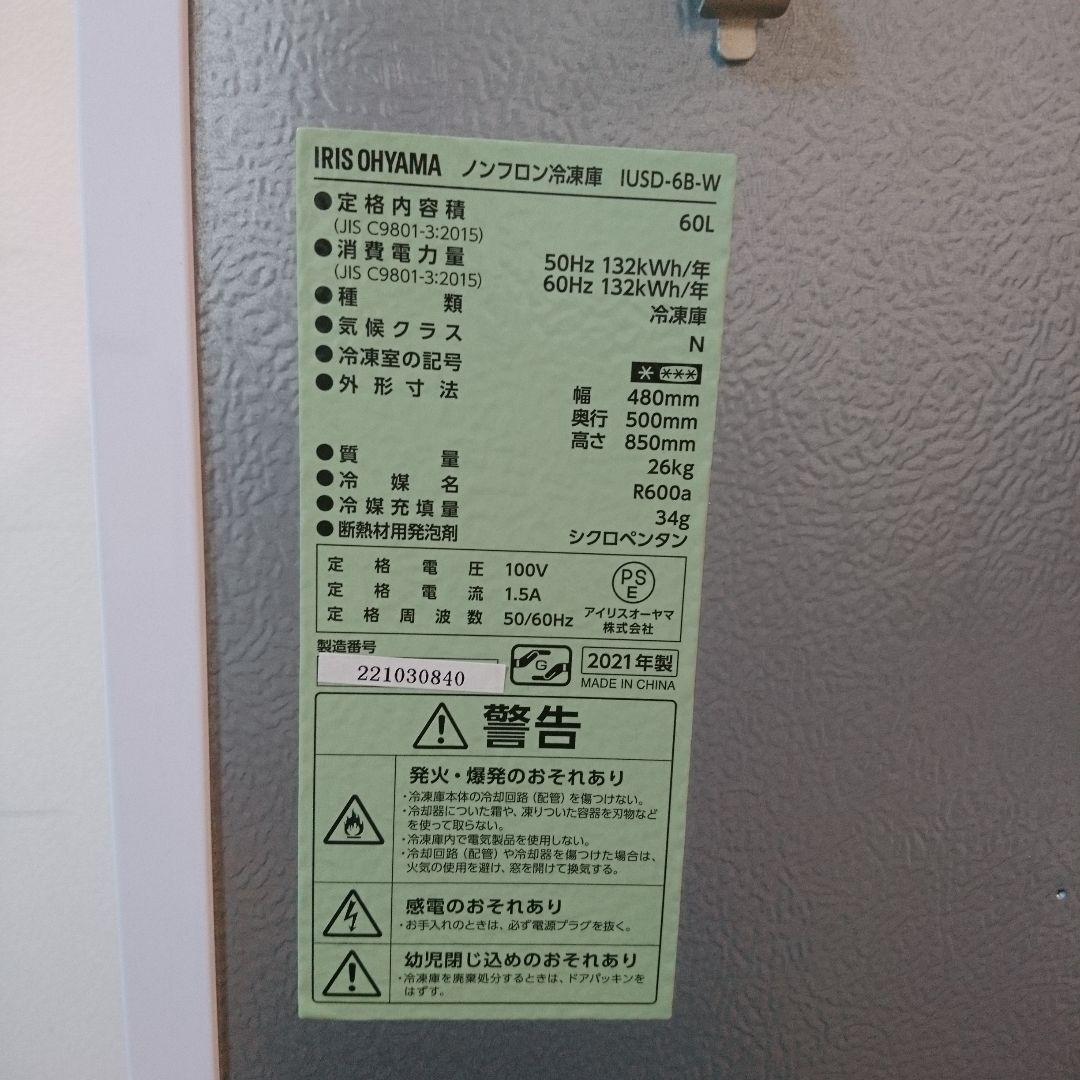 IRIS OHYAMA ノンフロン冷凍庫 IUSD-6B-W
●定格内容積 60L
(JIS C9801-3:2015)
●消費電力量 50Hz 132kWh/年
(JIS C9801-3:2015) 60Hz 132kWh/年
●種類 冷凍庫
●気候クラス N
●冷凍室の記号 * ***
●外形寸法 幅 480mm
奥行 500mm
高さ 850mm
●質量 26kg
●冷媒名 R600a
●冷媒充填量 34g
●断熱材用発泡剤 シクロペンタン
定格電圧 100V
定格電流 1.5A
定格周波数 50/60Hz
PS
E
アイリスオーヤマ
株式会社
製造番号
221030840
G
2021年製
MADE IN CHINA
警告
発火・爆発のおそれあり
・冷凍庫本体の冷却回路(配管)を傷つけない。
・冷却器についた霜や、凍りついた容器を刃物など
を使って取らない。
・冷凍庫内で電気製品を使用しない。
・冷却回路(配管)や冷却器を傷つけた場合は、
火気の使用を避け、窓を開けて換気する。
感電のおそれあり
・お手入れのときは、必ず電源プラグを抜く。
幼児閉じ込めのおそれあり
・冷凍庫を廃棄処分するときは、ドアパッキンを
はずす。